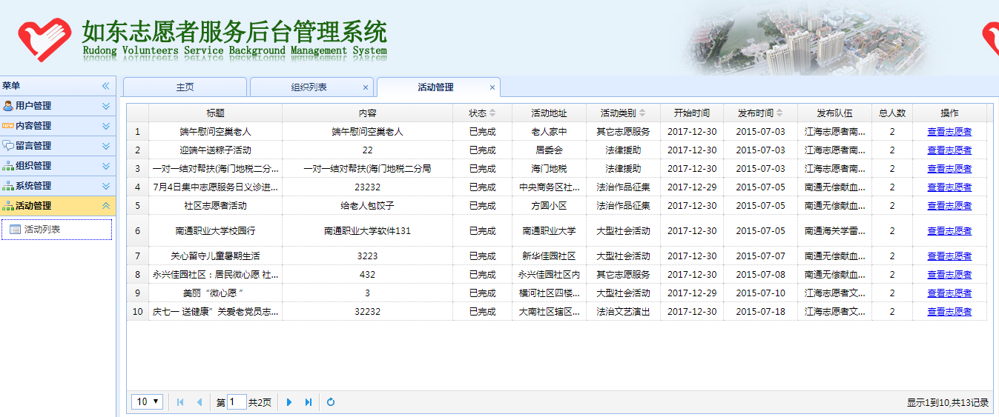 如东志愿者服务后台管理系统
Rudong Volunteers Service Background Management System
菜单
用户管理
NEW 内容管理
留言管理
组织管理
系统管理
活动管理
活动列表
主页 组织列表 × 活动管理 ×
标题 内容 状态 活动地址 活动类别 开始时间 发布时间 发布队伍 总人数 操作
1 端午慰问空巢老人 端午慰问空巢老人 已完成 老人家中 其它志愿服务 2017-12-30 2015-07-03 江海志愿者南... 2 查看志愿者
2 迎端午送粽子活动 22 已完成 居委会 法律援助 2017-12-30 2015-07-03 江海志愿者南... 2 查看志愿者
3 一对一结对帮扶(海门地税二分... 一对一结对帮扶(海门地税二分局 已完成 海门地税 法律援助 2017-12-30 2015-07-03 江海志愿者南... 2 查看志愿者
4 7月4日集中志愿服务日义诊进... 23232 已完成 中央商务区社... 法治作品征集 2017-12-29 2015-07-05 南通无偿献血... 2 查看志愿者
5 社区志愿者活动 给老人包饺子 已完成 方园小区 法治作品征集 2017-12-30 2015-07-05 南通无偿献血... 2 查看志愿者
6 南通职业大学校园行 南通职业大学软件131 已完成 南通职业大学 大型社会活动 2017-12-30 2015-07-05 南通海关学雷... 2 查看志愿者
7 关心留守儿童暑期生活 3223 已完成 新华佳园社区 大型社会活动 2017-12-30 2015-07-07 南通无偿献血... 2 查看志愿者
8 永兴佳园社区：居民微心愿 社... 432 已完成 永兴佳园社区内 其它志愿服务 2017-12-30 2015-07-08 南通无偿献血... 2 查看志愿者
9 美丽“微心愿 ” 3 已完成 横河社区四楼... 大型社会活动 2017-12-29 2015-07-10 江海志愿者文... 2 查看志愿者
10 庆七一 送健康”关爱老党员志... 32232 已完成 大南社区辖区... 法治文艺演出 2017-12-30 2015-07-18 江海志愿者文... 2 查看志愿者
10 第 1 共2页 显示1到10,共13记录